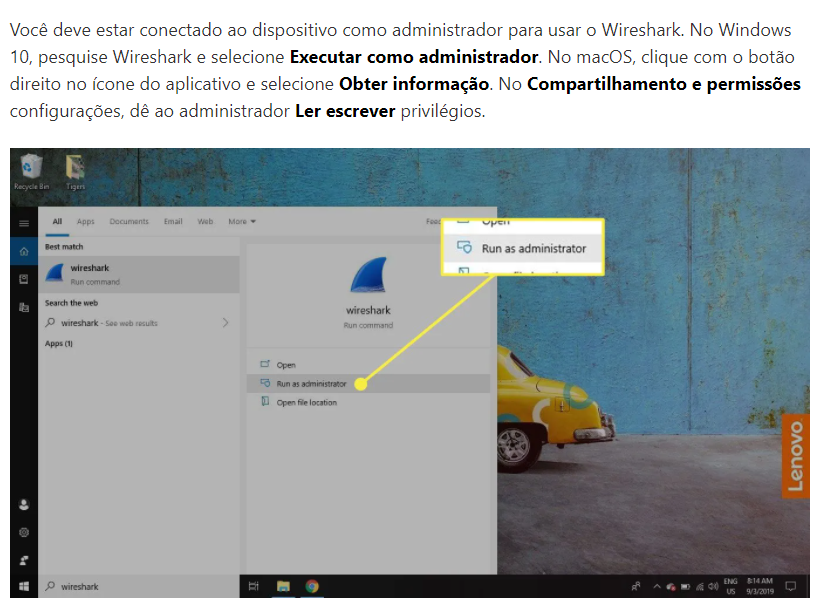 Você deve estar conectado ao dispositivo como administrador para usar o Wireshark. No Windows
10, pesquise Wireshark e selecione Executar como administrador. No macOS, clique com o botão
direito no ícone do aplicativo e selecione Obter informação. No Compartilhamento e permissões
configurações, dê ao administrador Ler escrever privilégios.
Recycle Bin
Tigers
All Apps Documents Email Web More
Best match
wireshark
Run command
Search the web
wireshark - See web results
Apps (1)
wireshark
Run command
Open
Run as administrator
Open file location
Open
Run as administrator
Lenovo
wireshark
ENG
US
8:14 AM
9/3/2019